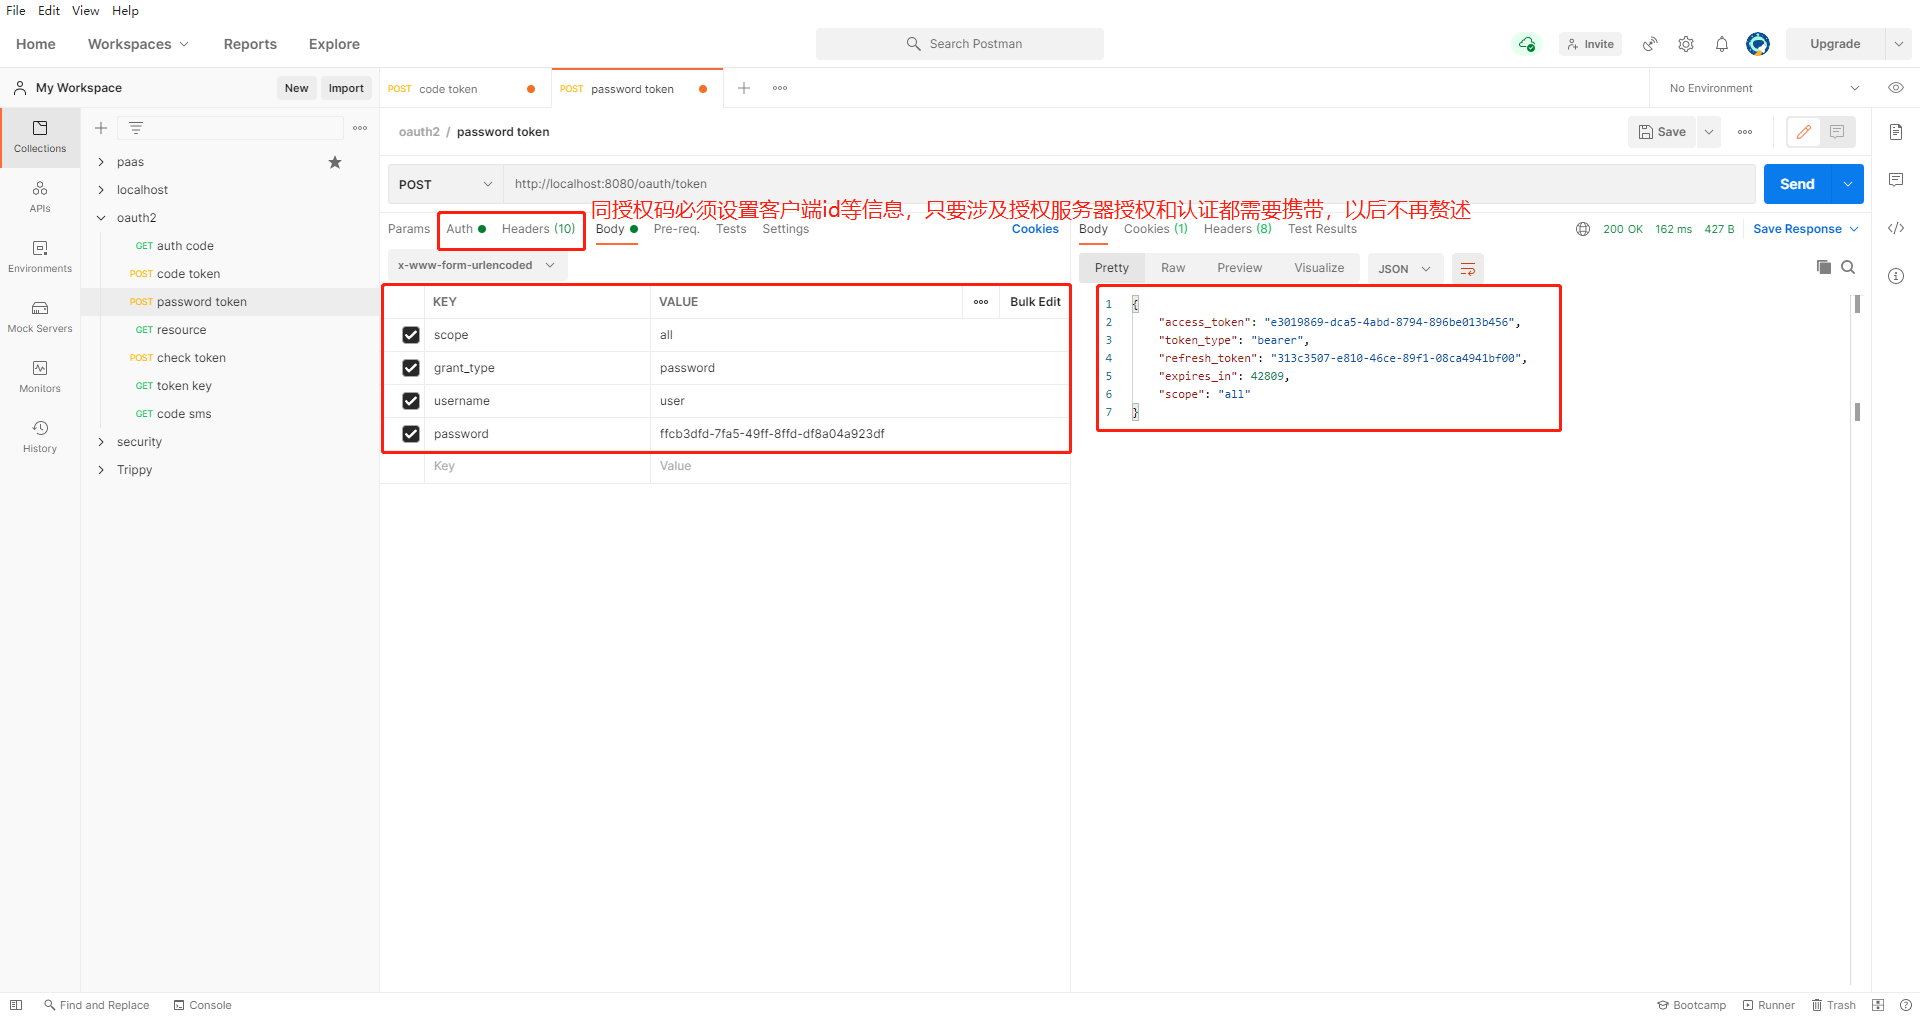 File Edit View Help
Home Workspaces Reports Explore Search Postman Invite Upgrade
My Workspace New Import POST code token POST password token No Environment
oauth2 / password token Save
Collections
APIs
Environments
Mock Servers
Monitors
History
paas
localhost
oauth2
GET auth code
POST code token
POST password token
GET resource
POST check token
GET token key
GET code sms
security
Trippy
POST http://localhost:8080/oauth/token Send
同授权码必须设置客户端id等信息，只要涉及授权服务器授权和认证都需要携带，以后不再赘述
Params Auth Headers (10) Body Pre-req. Tests Settings Cookies
x-www-form-urlencoded
KEY VALUE Bulk Edit
scope all
grant_type password
username user
password ffcb3dfd-7fa5-49ff-8ffd-df8a04a923df
Key Value
Body Cookies (1) Headers (8) Test Results 200 OK 162 ms 427 B Save Response
Pretty Raw Preview Visualize JSON
1 {
2 "access_token": "e3019869-dca5-4abd-8794-896be013b456",
3 "token_type": "bearer",
4 "refresh_token": "313c3507-e810-46ce-89f1-08ca4941bf00",
5 "expires_in": 42809,
6 "scope": "all"
7 }
Find and Replace Console Bootcamp Runner Trash